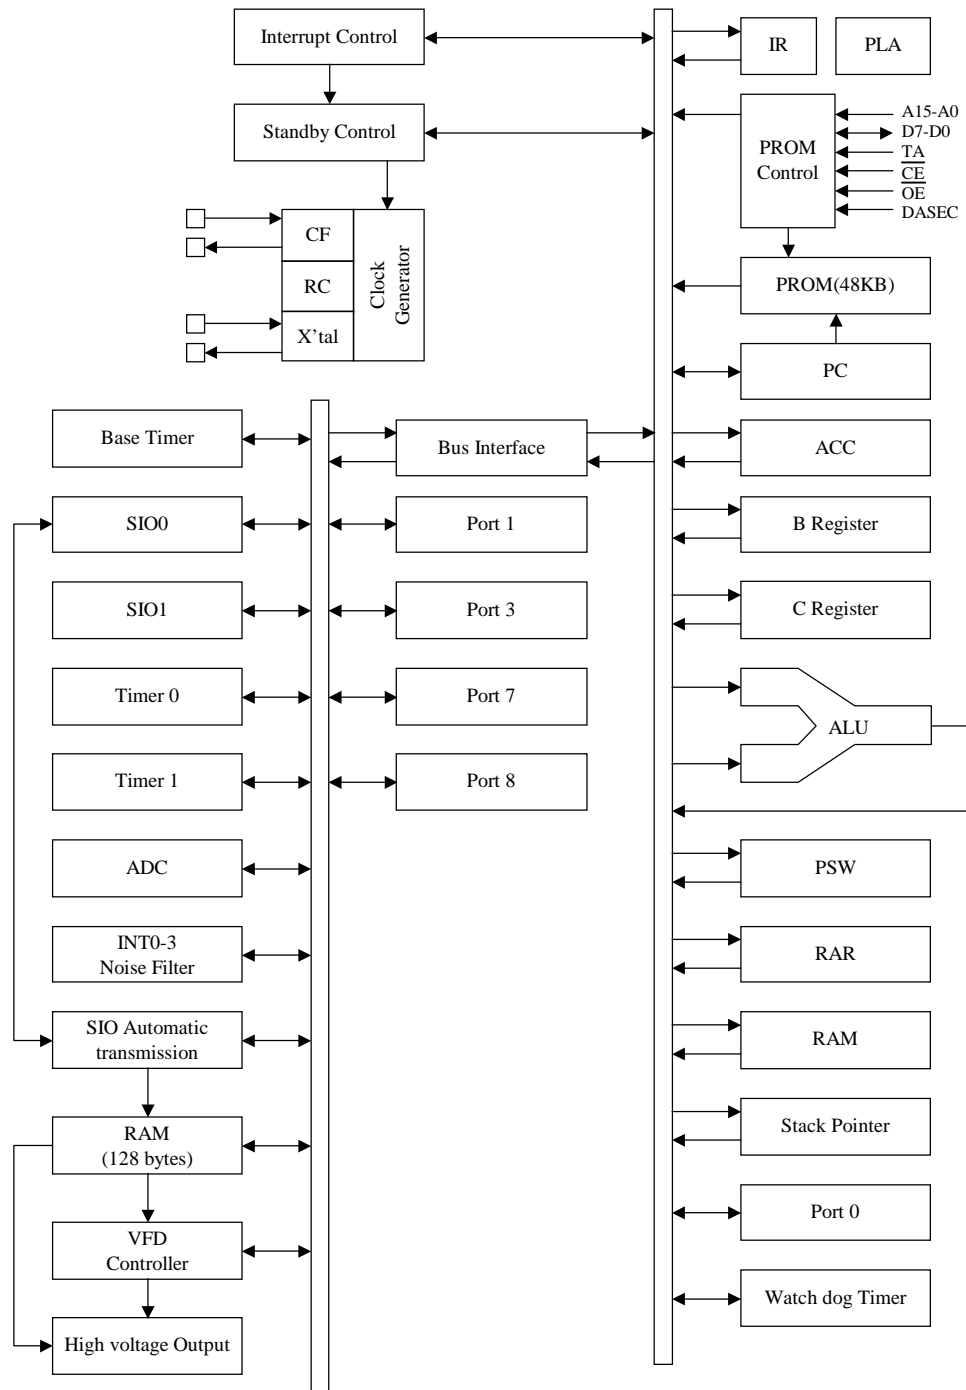 Interrupt Control
IR
PLA
Standby Control
PROM
Control
A15-A0
D7-D0
TA
CE
OE
DASEC
CF
RC
X'tal
Clock
Generator
PROM(48KB)
PC
Base Timer
Bus Interface
ACC
SIO0
Port 1
B Register
SIO1
Port 3
C Register
Timer 0
Port 7
ALU
Timer 1
Port 8
ADC
PSW
INT0-3
Noise Filter
RAR
SIO Automatic
transmission
RAM
RAM
(128 bytes)
Stack Pointer
VFD
Controller
Port 0
High voltage Output
Watch dog Timer